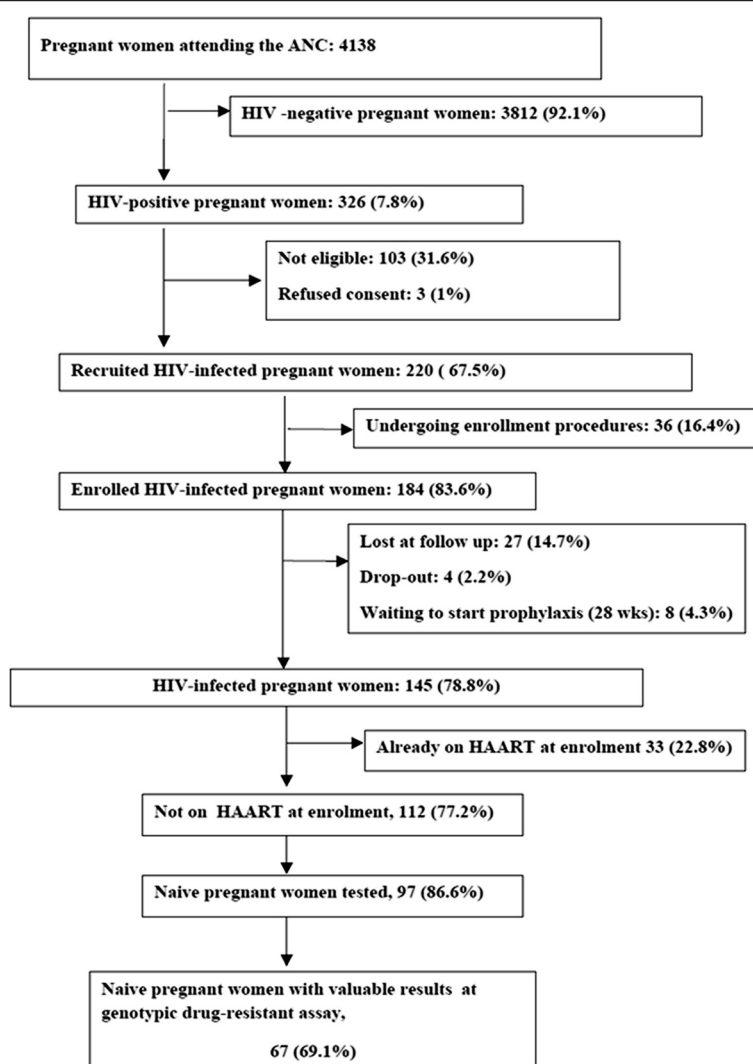 Pregnant women attending the ANC: 4138
HIV -negative pregnant women: 3812 (92.1%)
HIV-positive pregnant women: 326 (7.8%)
Not eligible: 103 (31.6%)
Refused consent: 3 (1%)
Recruited HIV-infected pregnant women: 220 ( 67.5%)
Undergoing enrollment procedures: 36 (16.4%)
Enrolled HIV-infected pregnant women: 184 (83.6%)
Lost at follow up: 27 (14.7%)
Drop-out: 4 (2.2%)
Waiting to start prophylaxis (28 wks): 8 (4.3%)
HIV-infected pregnant women: 145 (78.8%)
Already on HAART at enrolment 33 (22.8%)
Not on HAART at enrolment, 112 (77.2%)
Naive pregnant women tested, 97 (86.6%)
Naive pregnant women with valuable results at
genotypic drug-resistant assay,
67 (69.1%)